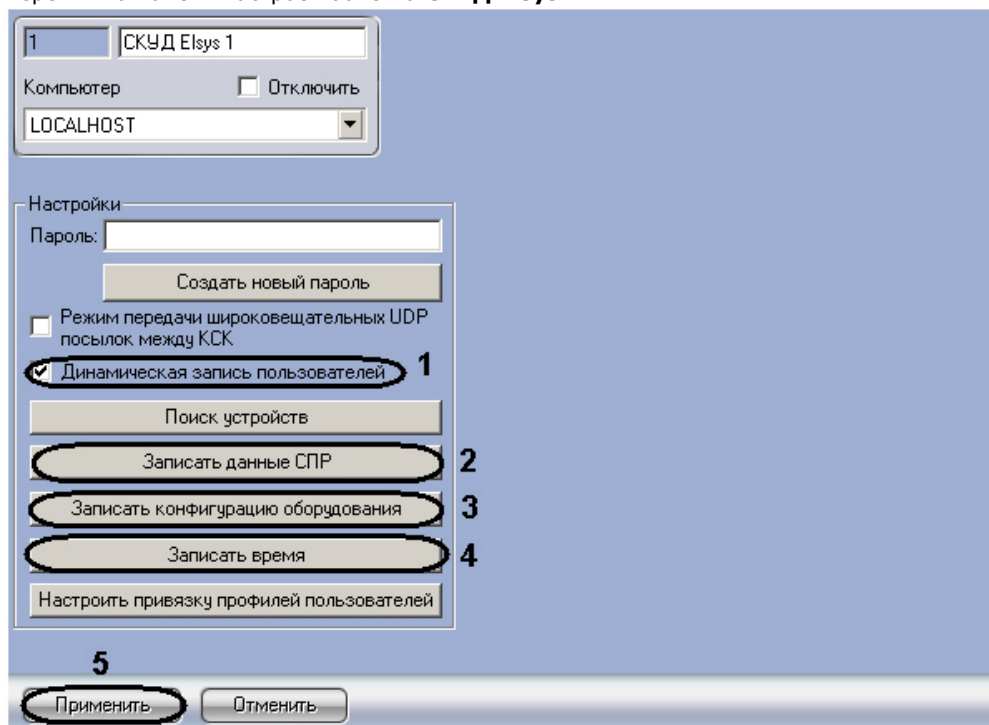 1 СКУД Elsys 1
Компьютер Отключить
LOCALHOST
Настройки
Пароль:
Создать новый пароль
Режим передачи широковещательных UDP
посылок между КСК
Динамическая запись пользователей 1
Поиск устройств
Записать данные СПР 2
Записать конфигурацию оборудования 3
Записать время 4
Настроить привязку профилей пользователей
5
Применить Отменить